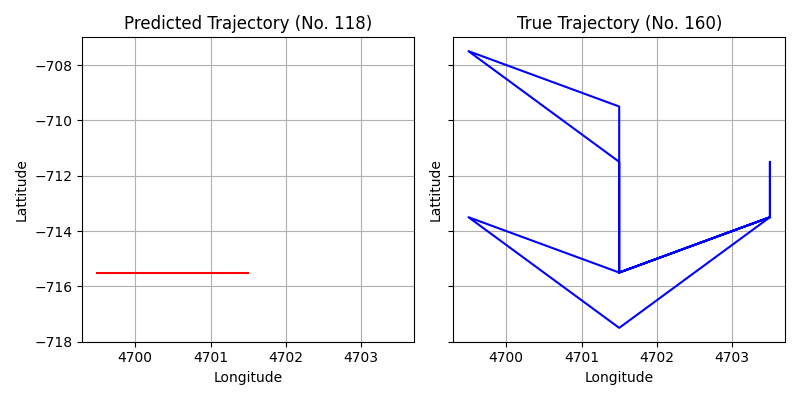 Predicted Trajectory (No. 118)
True Trajectory (No. 160)
−708
−710
−712
−714
−716
−718
Lattitude
Lattitude
4700
4701
4702
4703
4700
4701
4702
4703
Longitude
Longitude